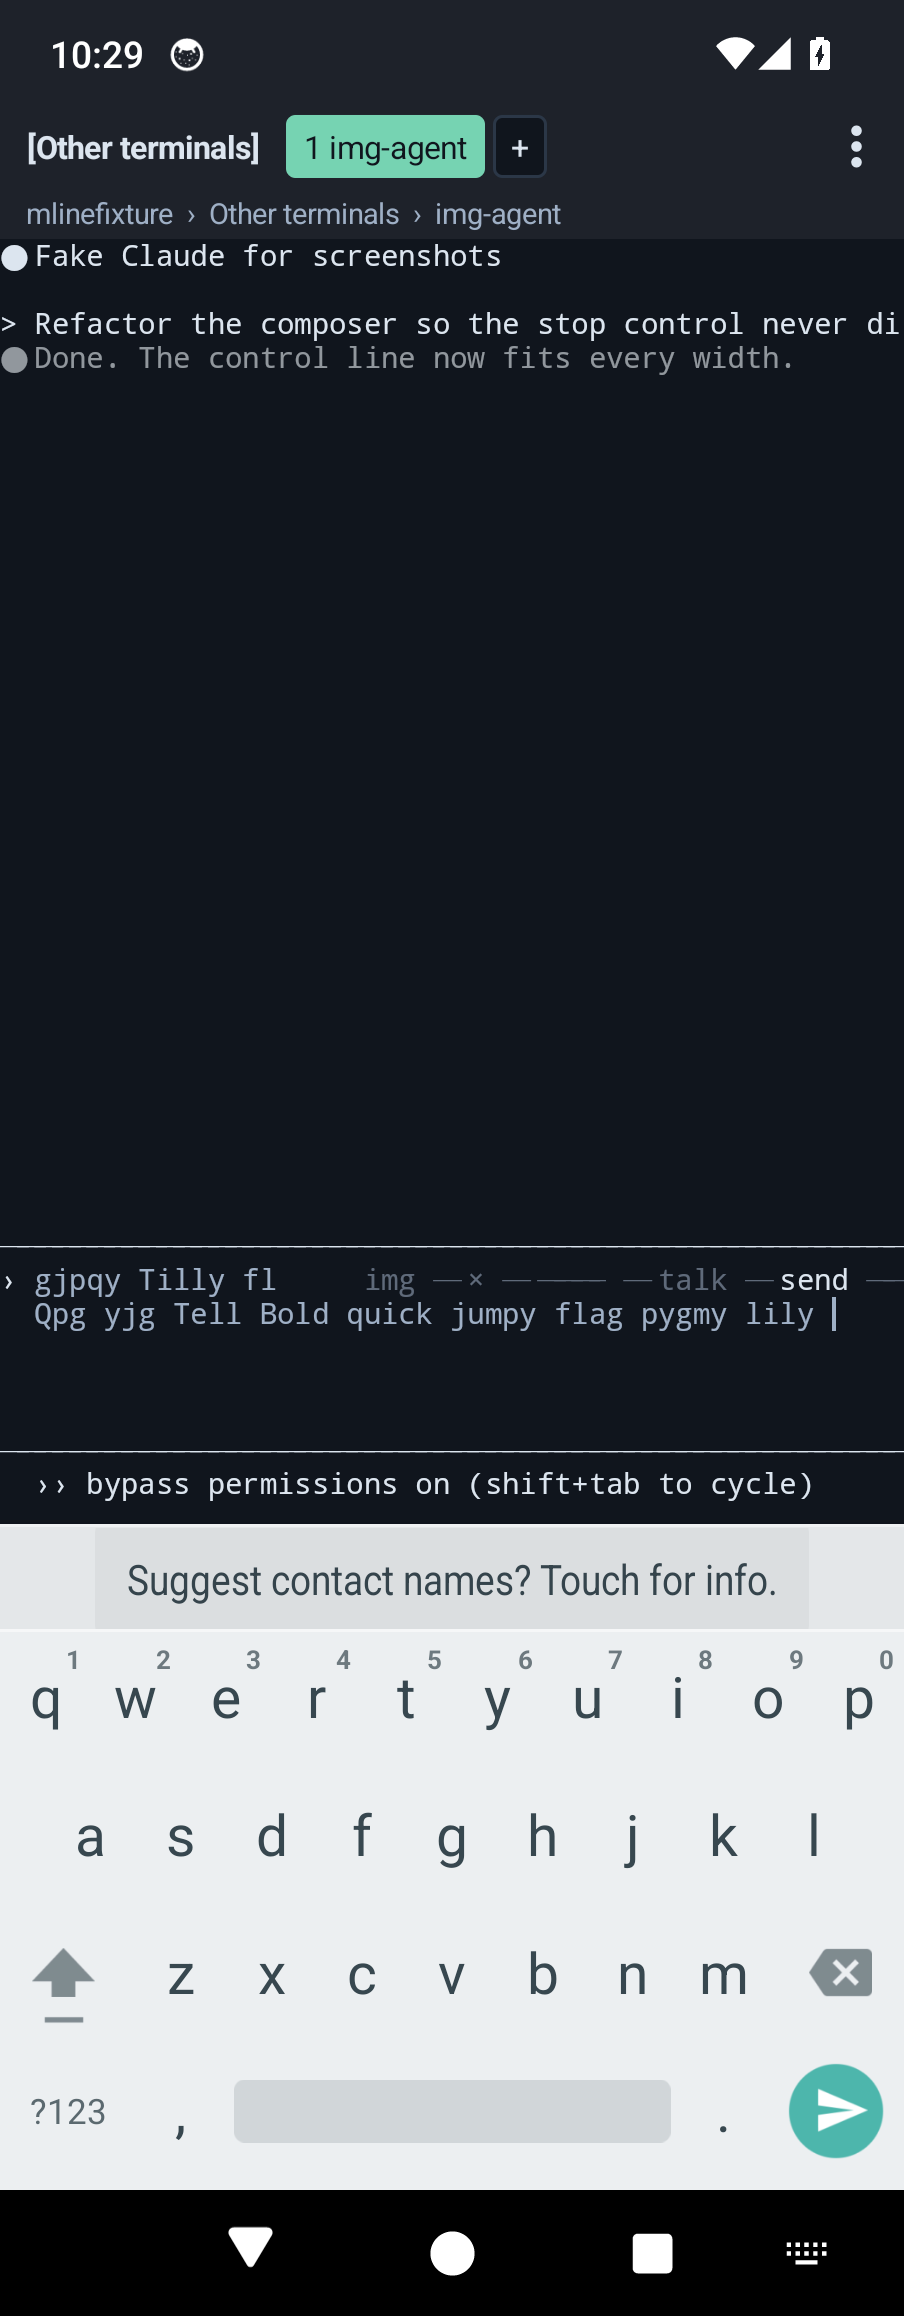 10:29
[Other terminals] 1 img-agent +
mlinefixture › Other terminals › img-agent
Fake Claude for screenshots
> Refactor the composer so the stop control never di
Done. The control line now fits every width.
› gjpqy Tilly fl img —× —————— —talk —send ——
Qpg yjg Tell Bold quick jumpy flag pygmy lily
›› bypass permissions on (shift+tab to cycle)
Suggest contact names? Touch for info.
1 2 3 4 5 6 7 8 9 0
q w e r t y u i o p
a s d f g h j k l
z x c v b n m
?123 , .